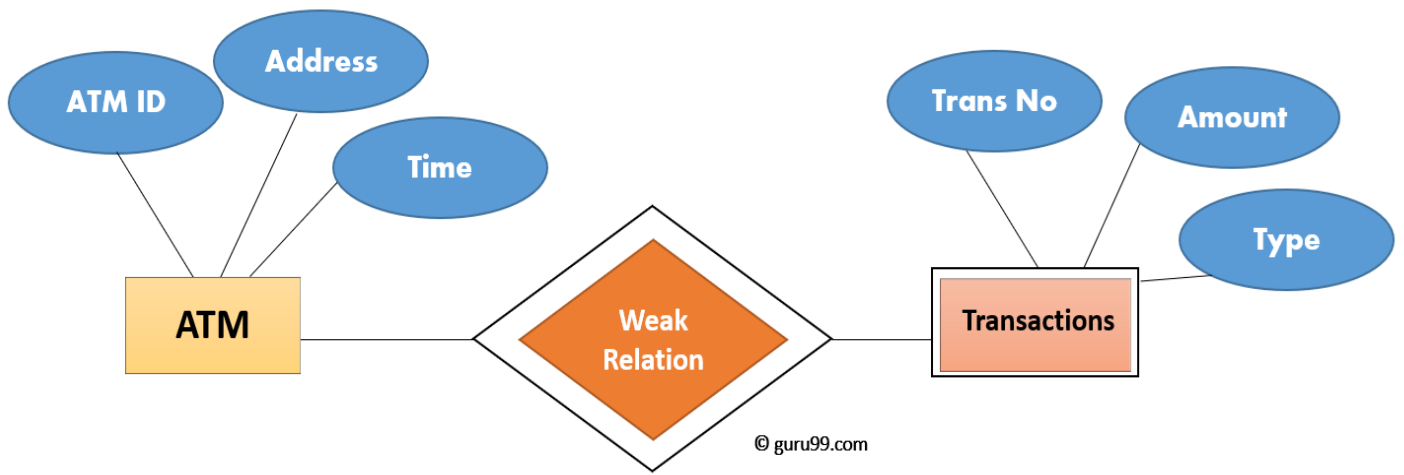 ATM ID
Address
Time
Trans No
Amount
Type
ATM
Weak
Relation
Transactions
© guru99.com